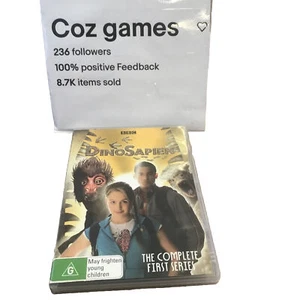 Coz games
236 followers
100% positive Feedback
8.7K items sold
BBC
DINOSAPIEN
THE COMPLETE
FIRST SERIES
G
May frighten
young
children